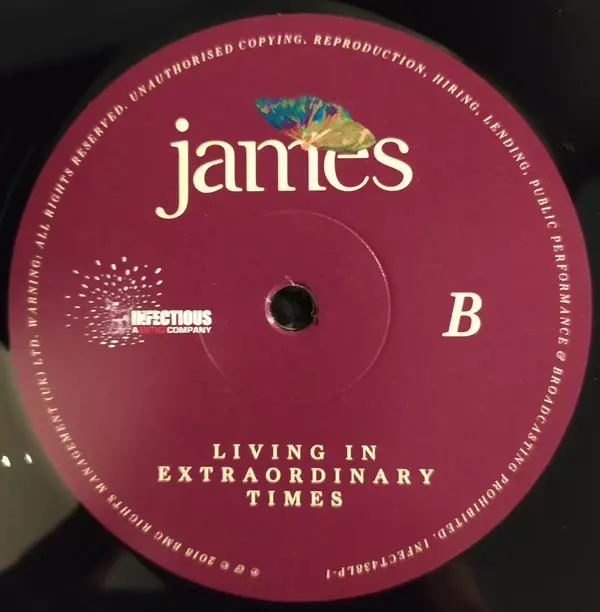 james
INFECTIOUS
A BMG COMPANY
B
LIVING IN
EXTRAORDINARY
TIMES
℗ & © 2018 BMG RIGHTS MANAGEMENT (UK) LTD. WARNING: ALL RIGHTS RESERVED. UNAUTHORISED COPYING, REPRODUCTION, HIRING, LENDING, PUBLIC PERFORMANCE & BROADCASTING PROHIBITED. INFECT438LP-1